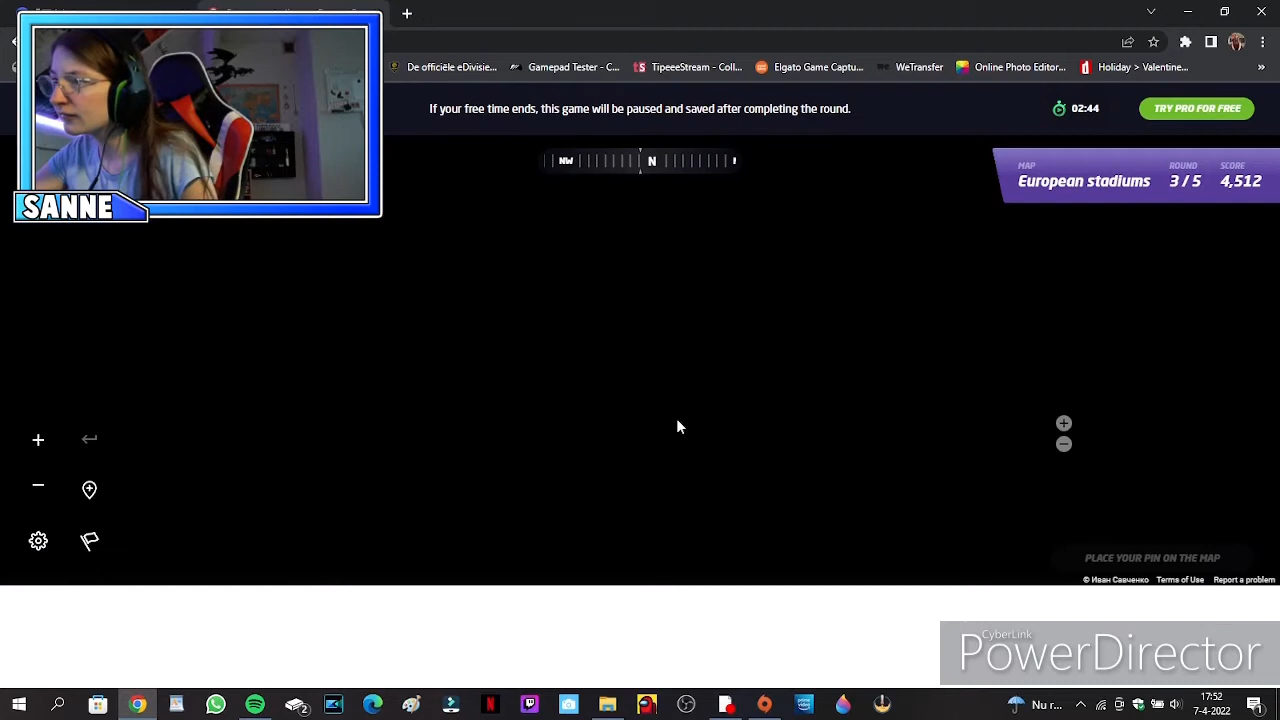 De officiële eDivisie...
Gamepad Tester - C...
TipeeeStream - Coll...
Elgato Game Captu...
WeTransfer
Online Photo Editor...
Holiday > Valentine...
»
If your free time ends, this game will be paused and saved after completing the round.
02:44
TRY PRO FOR FREE
NW
N
MAP
ROUND
SCORE
European stadiums
3 / 5
4,512
SANNE
PLACE YOUR PIN ON THE MAP
© Иван Савченко
Terms of Use
Report a problem
CyberLink
PowerDirector
Nu r...
17:52
7-4-2022